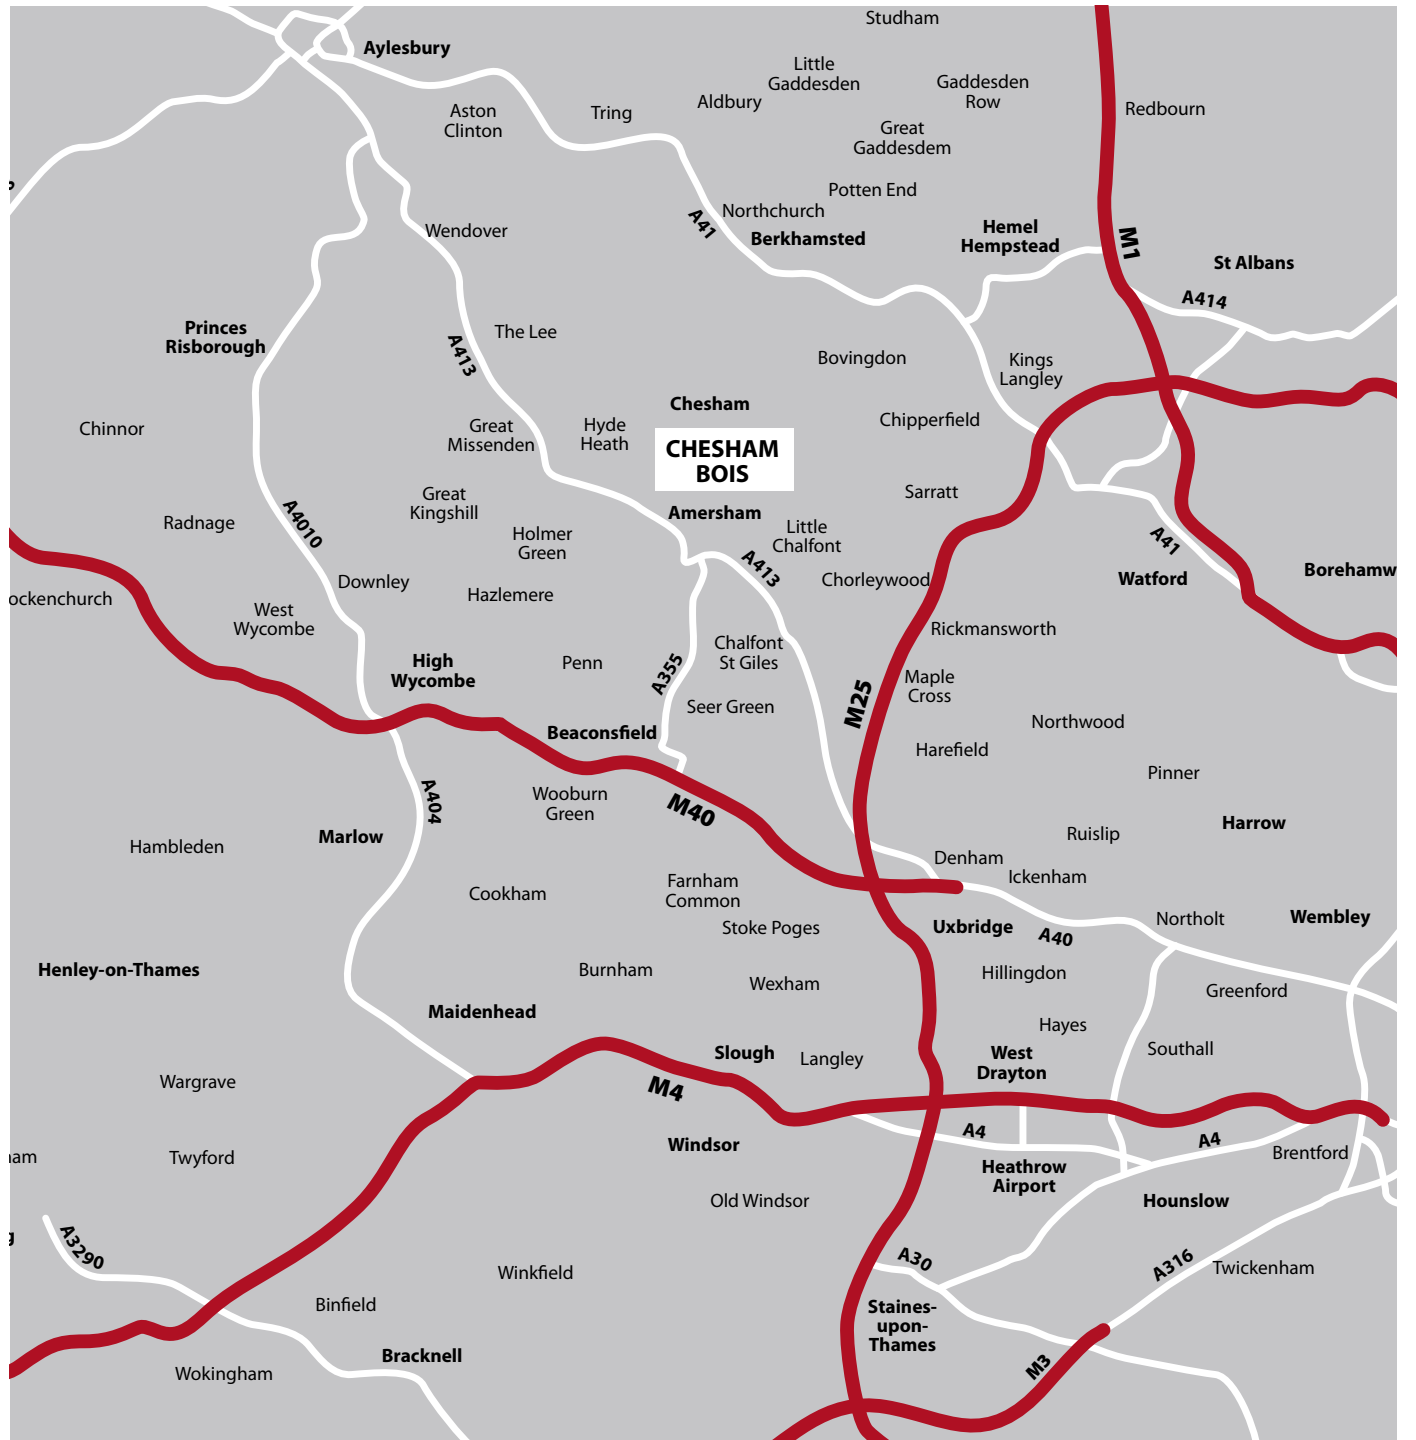 Studham
Aylesbury
Little
Gaddesden
Gaddesden
Row
Aldbury
Aston
Clinton
Tring
Redbourn
Great
Gaddesdem
Potten End
Northchurch
A41
Berkhamsted
Wendover
Hemel
Hempstead
M1
St Albans
A414
Princes
Risborough
The Lee
A413
Bovingdon
Kings
Langley
Chesham
Chinnor
Great
Missenden
Hyde
Heath
Chipperfield
CHESHAM
BOIS
Great
Kingshill
Sarratt
Amersham
Radnage
A4010
Holmer
Green
Little
Chalfont
A413
A41
Downley
Chorleywood
Watford
Borehamw
ockenchurch
Hazlemere
West
Wycombe
Rickmansworth
Chalfont
St Giles
High
Wycombe
Penn
A355
Maple
Cross
M25
Seer Green
Northwood
Beaconsfield
Harefield
Pinner
A404
Wooburn
Green
M40
Marlow
Ruislip
Harrow
Hambleden
Denham
Ickenham
Cookham
Farnham
Common
Stoke Poges
Uxbridge
A40
Northolt
Wembley
Henley-on-Thames
Burnham
Wexham
Hillingdon
Greenford
Maidenhead
Hayes
Slough
Langley
West
Drayton
Southall
Wargrave
M4
A4
A4
Windsor
Brentford
am
Twyford
Heathrow
Airport
Old Windsor
Hounslow
A3290
A30
A316
Winkfield
Twickenham
Binfield
Staines-
upon-
Thames
Bracknell
M3
Wokingham